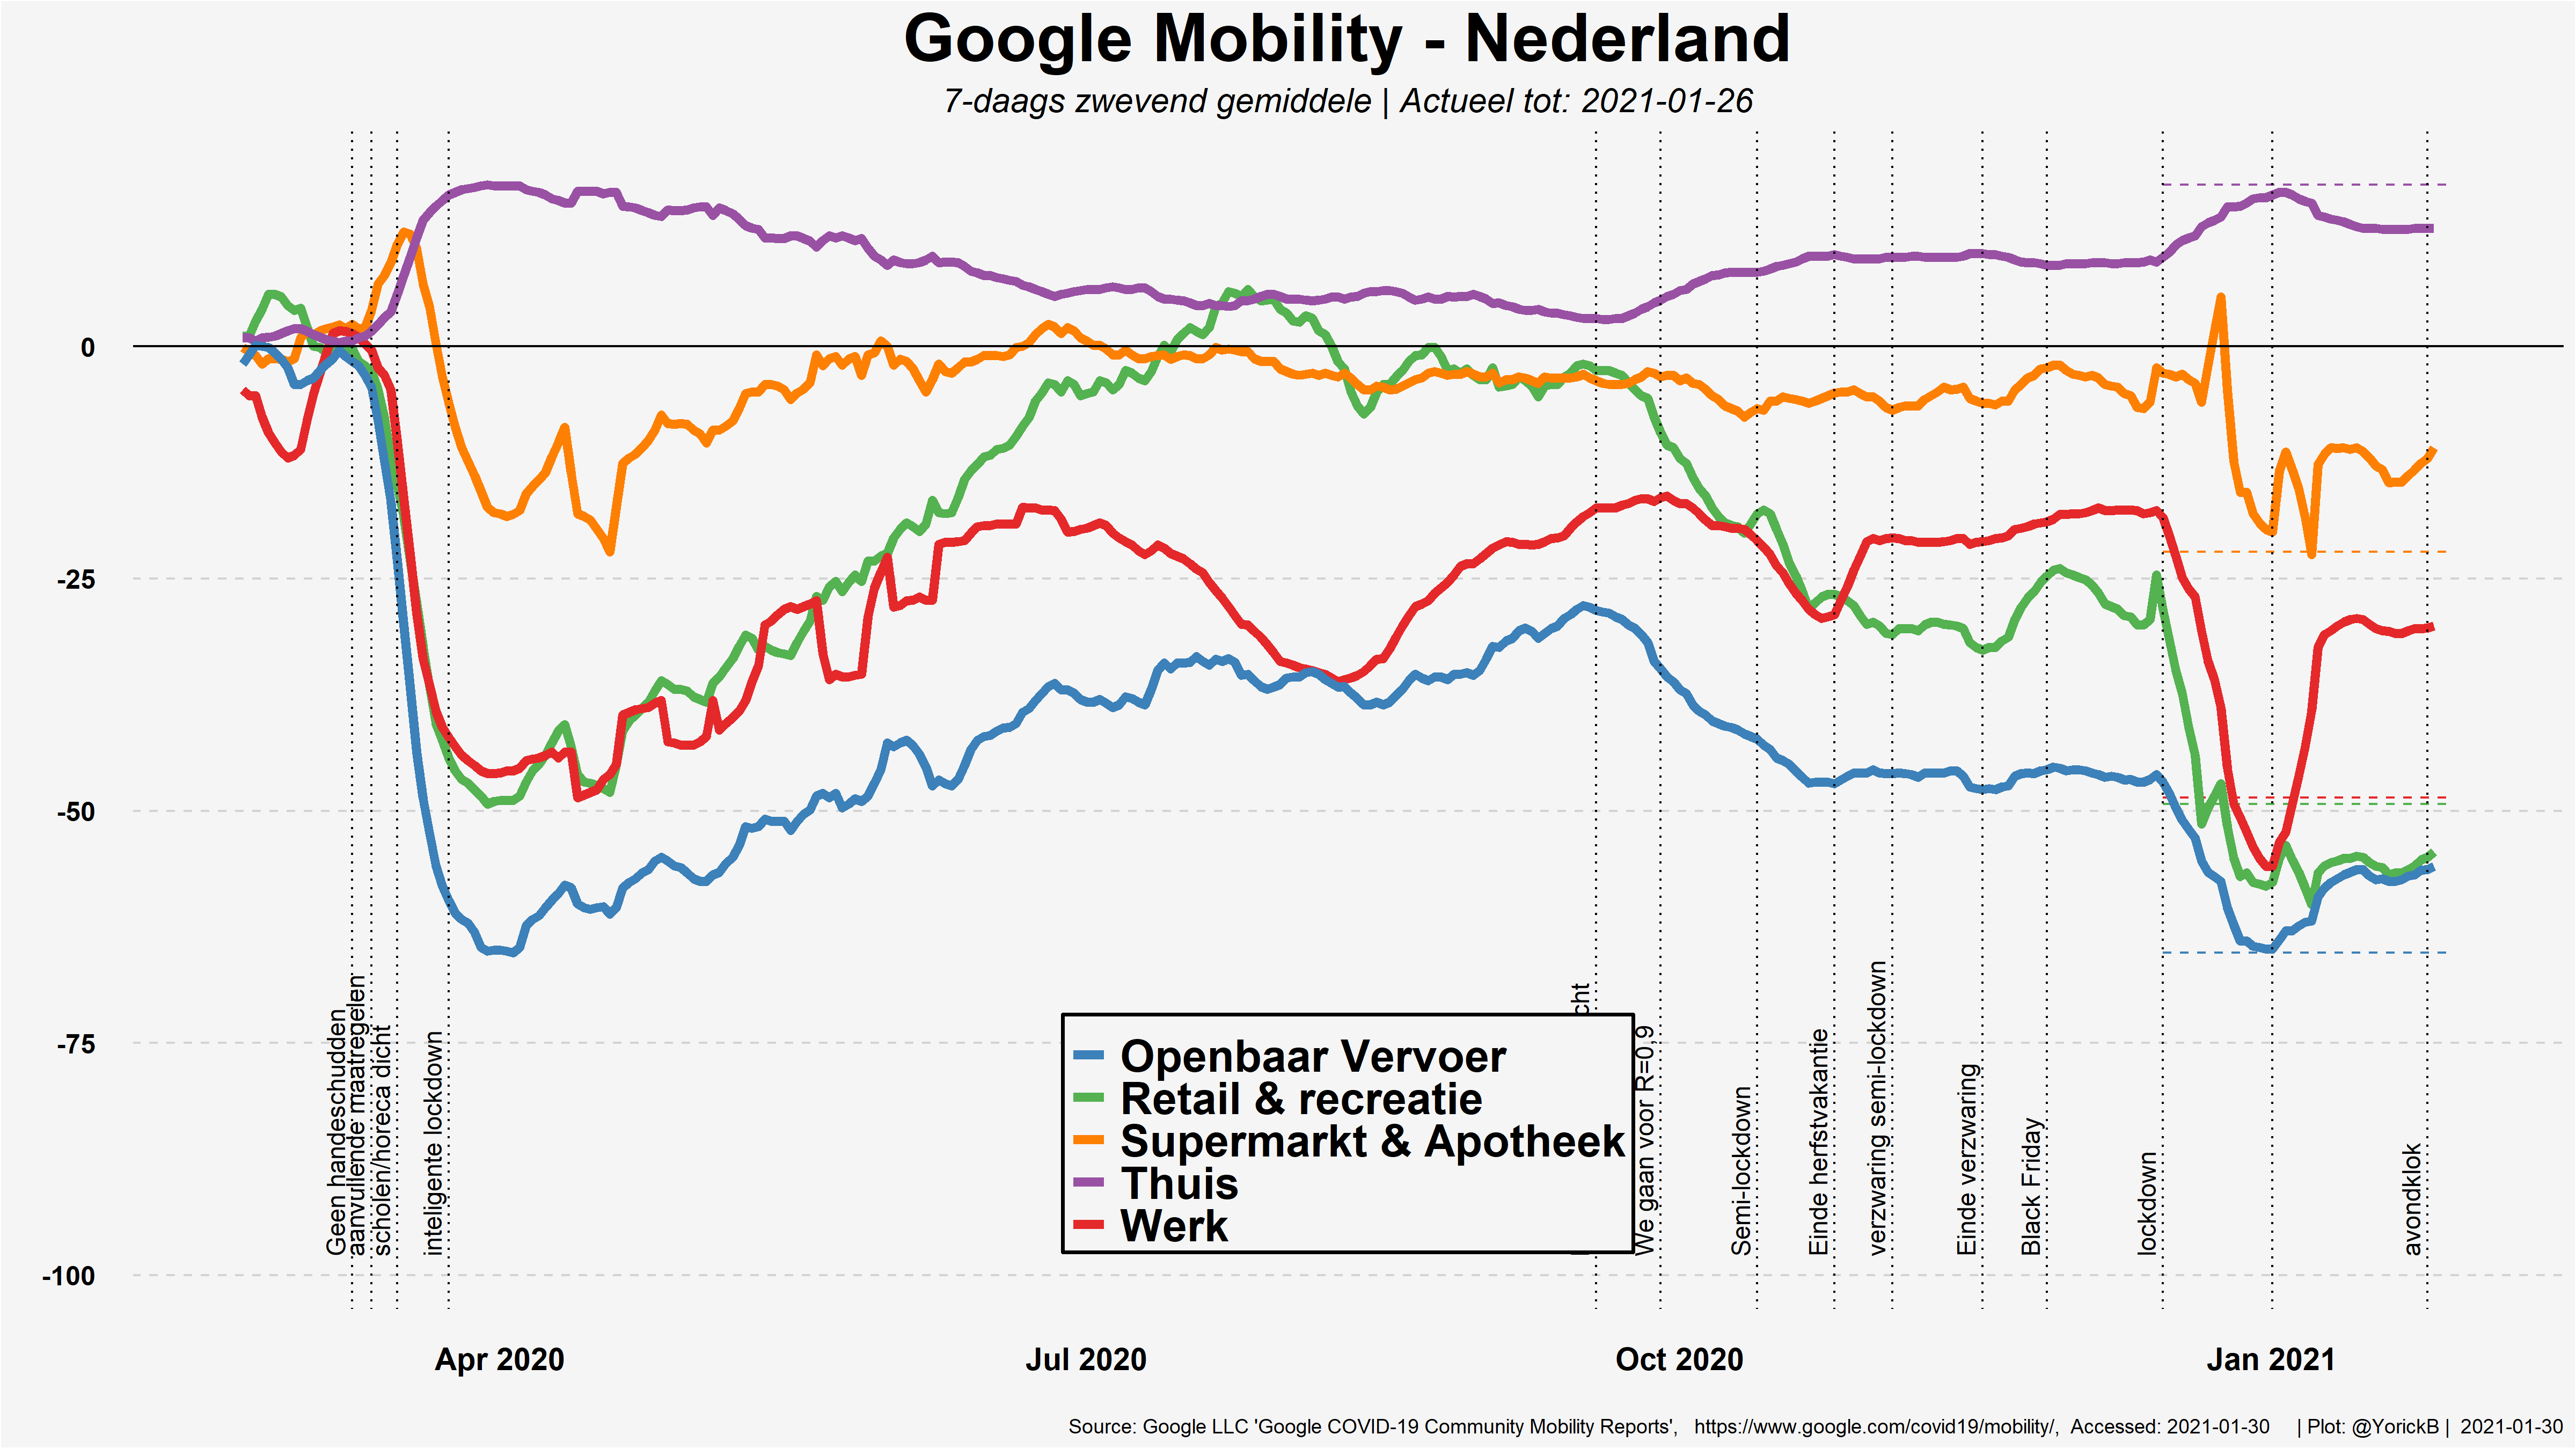 Google Mobility - Nederland
7-daags zwevend gemiddele | Actueel tot: 2021-01-26
0
-25
-50
-75
-100
Geen handeschudden
aanvullende maatregelen
scholen/horeca dicht
inteligente lockdown
cht
We gaan voor R=0,9
Semi-lockdown
Einde herfstvakantie
verzwaring semi-lockdown
Einde verzwaring
Black Friday
lockdown
avondklok
Openbaar Vervoer
Retail & recreatie
Supermarkt & Apotheek
Thuis
Werk
Apr 2020
Jul 2020
Oct 2020
Jan 2021
Source: Google LLC 'Google COVID-19 Community Mobility Reports', https://www.google.com/covid19/mobility/, Accessed: 2021-01-30 | Plot: @YorickB | 2021-01-30